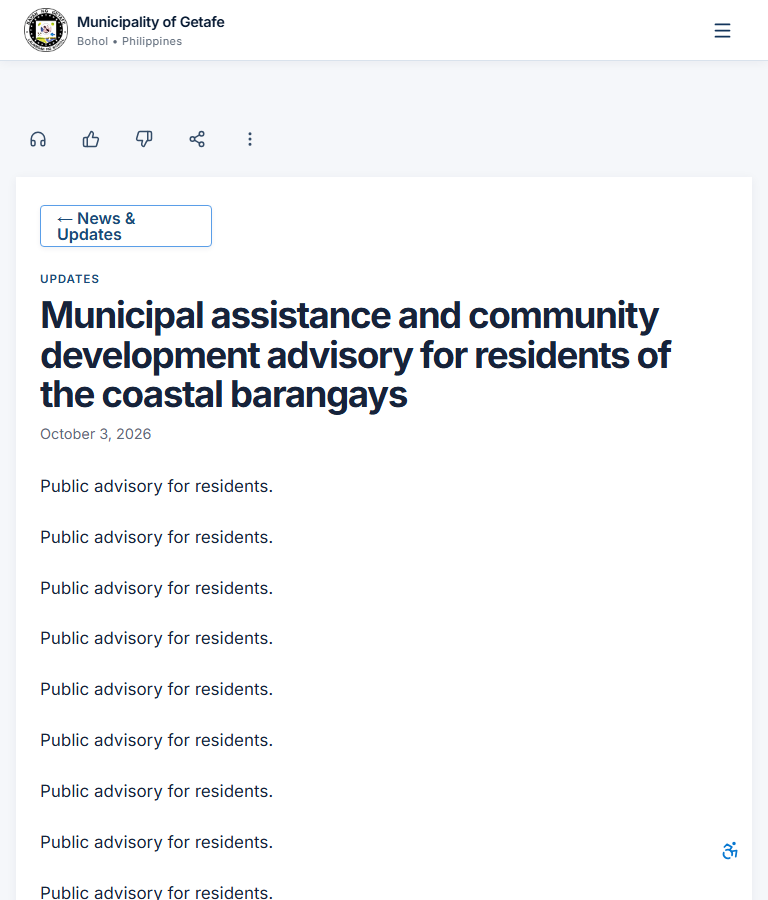 Municipality of Getafe
Bohol • Philippines
← News &
Updates
UPDATES
Municipal assistance and community
development advisory for residents of
the coastal barangays
October 3, 2026
Public advisory for residents.
Public advisory for residents.
Public advisory for residents.
Public advisory for residents.
Public advisory for residents.
Public advisory for residents.
Public advisory for residents.
Public advisory for residents.
Public advisory for residents.